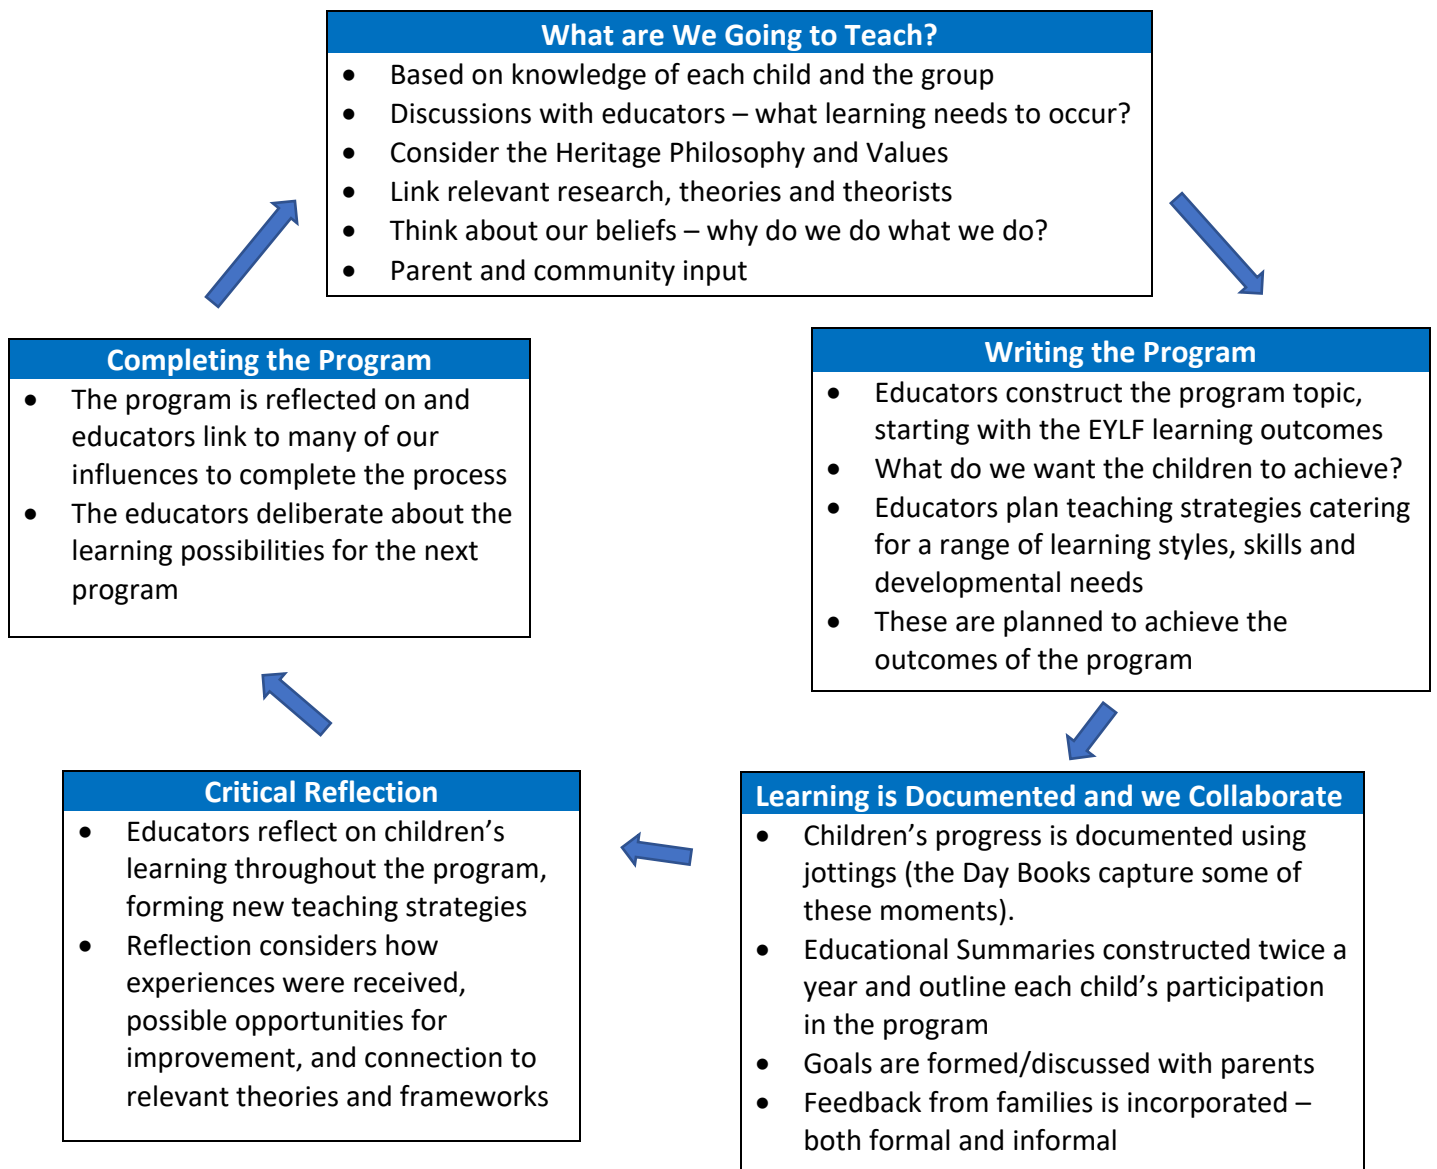 What are We Going to Teach?
• Based on knowledge of each child and the group
• Discussions with educators – what learning needs to occur?
• Consider the Heritage Philosophy and Values
• Link relevant research, theories and theorists
• Think about our beliefs – why do we do what we do?
• Parent and community input
Writing the Program
• Educators construct the program topic,
starting with the EYLF learning outcomes
• What do we want the children to achieve?
• Educators plan teaching strategies catering
for a range of learning styles, skills and
developmental needs
• These are planned to achieve the
outcomes of the program
Learning is Documented and we Collaborate
• Children’s progress is documented using
jottings (the Day Books capture some of
these moments).
• Educational Summaries constructed twice a
year and outline each child’s participation
in the program
• Goals are formed/discussed with parents
• Feedback from families is incorporated –
both formal and informal
Critical Reflection
• Educators reflect on children’s
learning throughout the program,
forming new teaching strategies
• Reflection considers how
experiences were received,
possible opportunities for
improvement, and connection to
relevant theories and frameworks
Completing the Program
• The program is reflected on and
educators link to many of our
influences to complete the process
• The educators deliberate about the
learning possibilities for the next
program